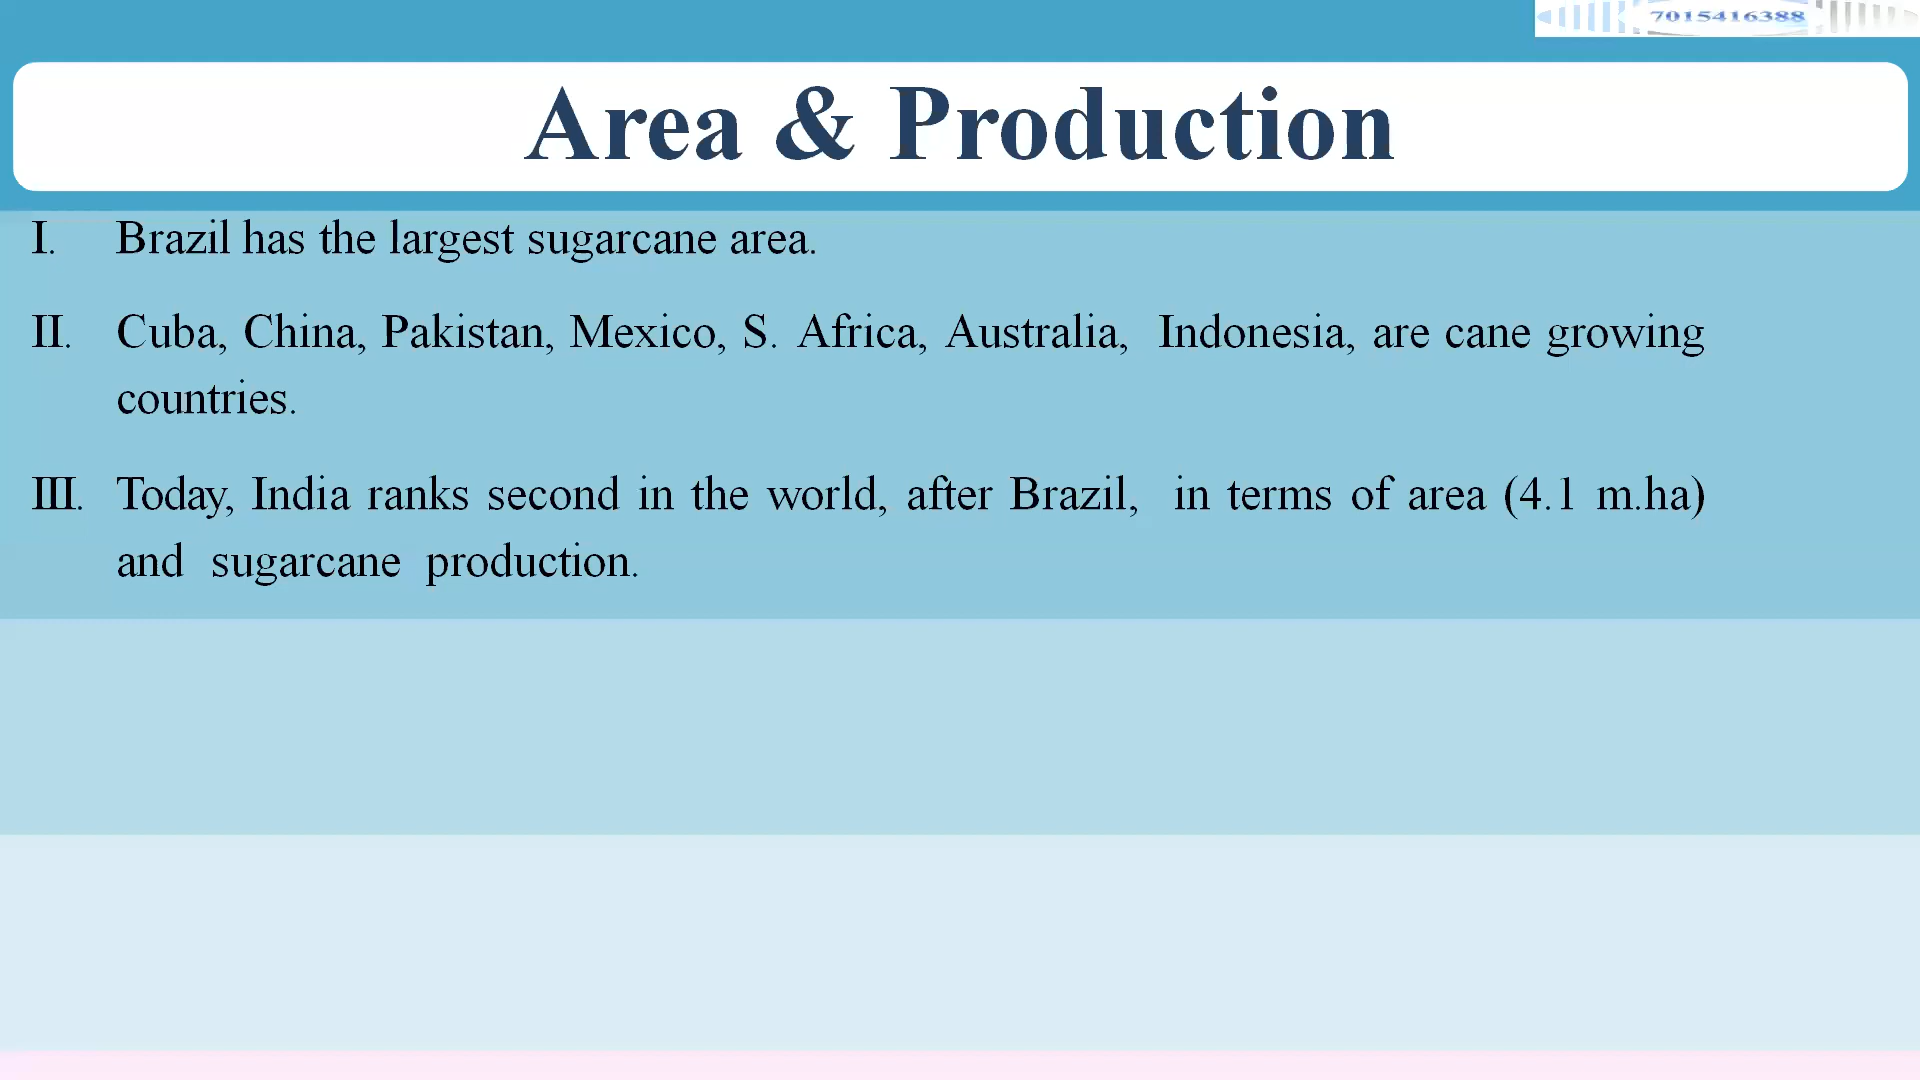 7015416388
Area & Production
I. Brazil has the largest sugarcane area.
II. Cuba, China, Pakistan, Mexico, S. Africa, Australia, Indonesia, are cane growing
countries.
III. Today, India ranks second in the world, after Brazil, in terms of area (4.1 m.ha)
and sugarcane production.